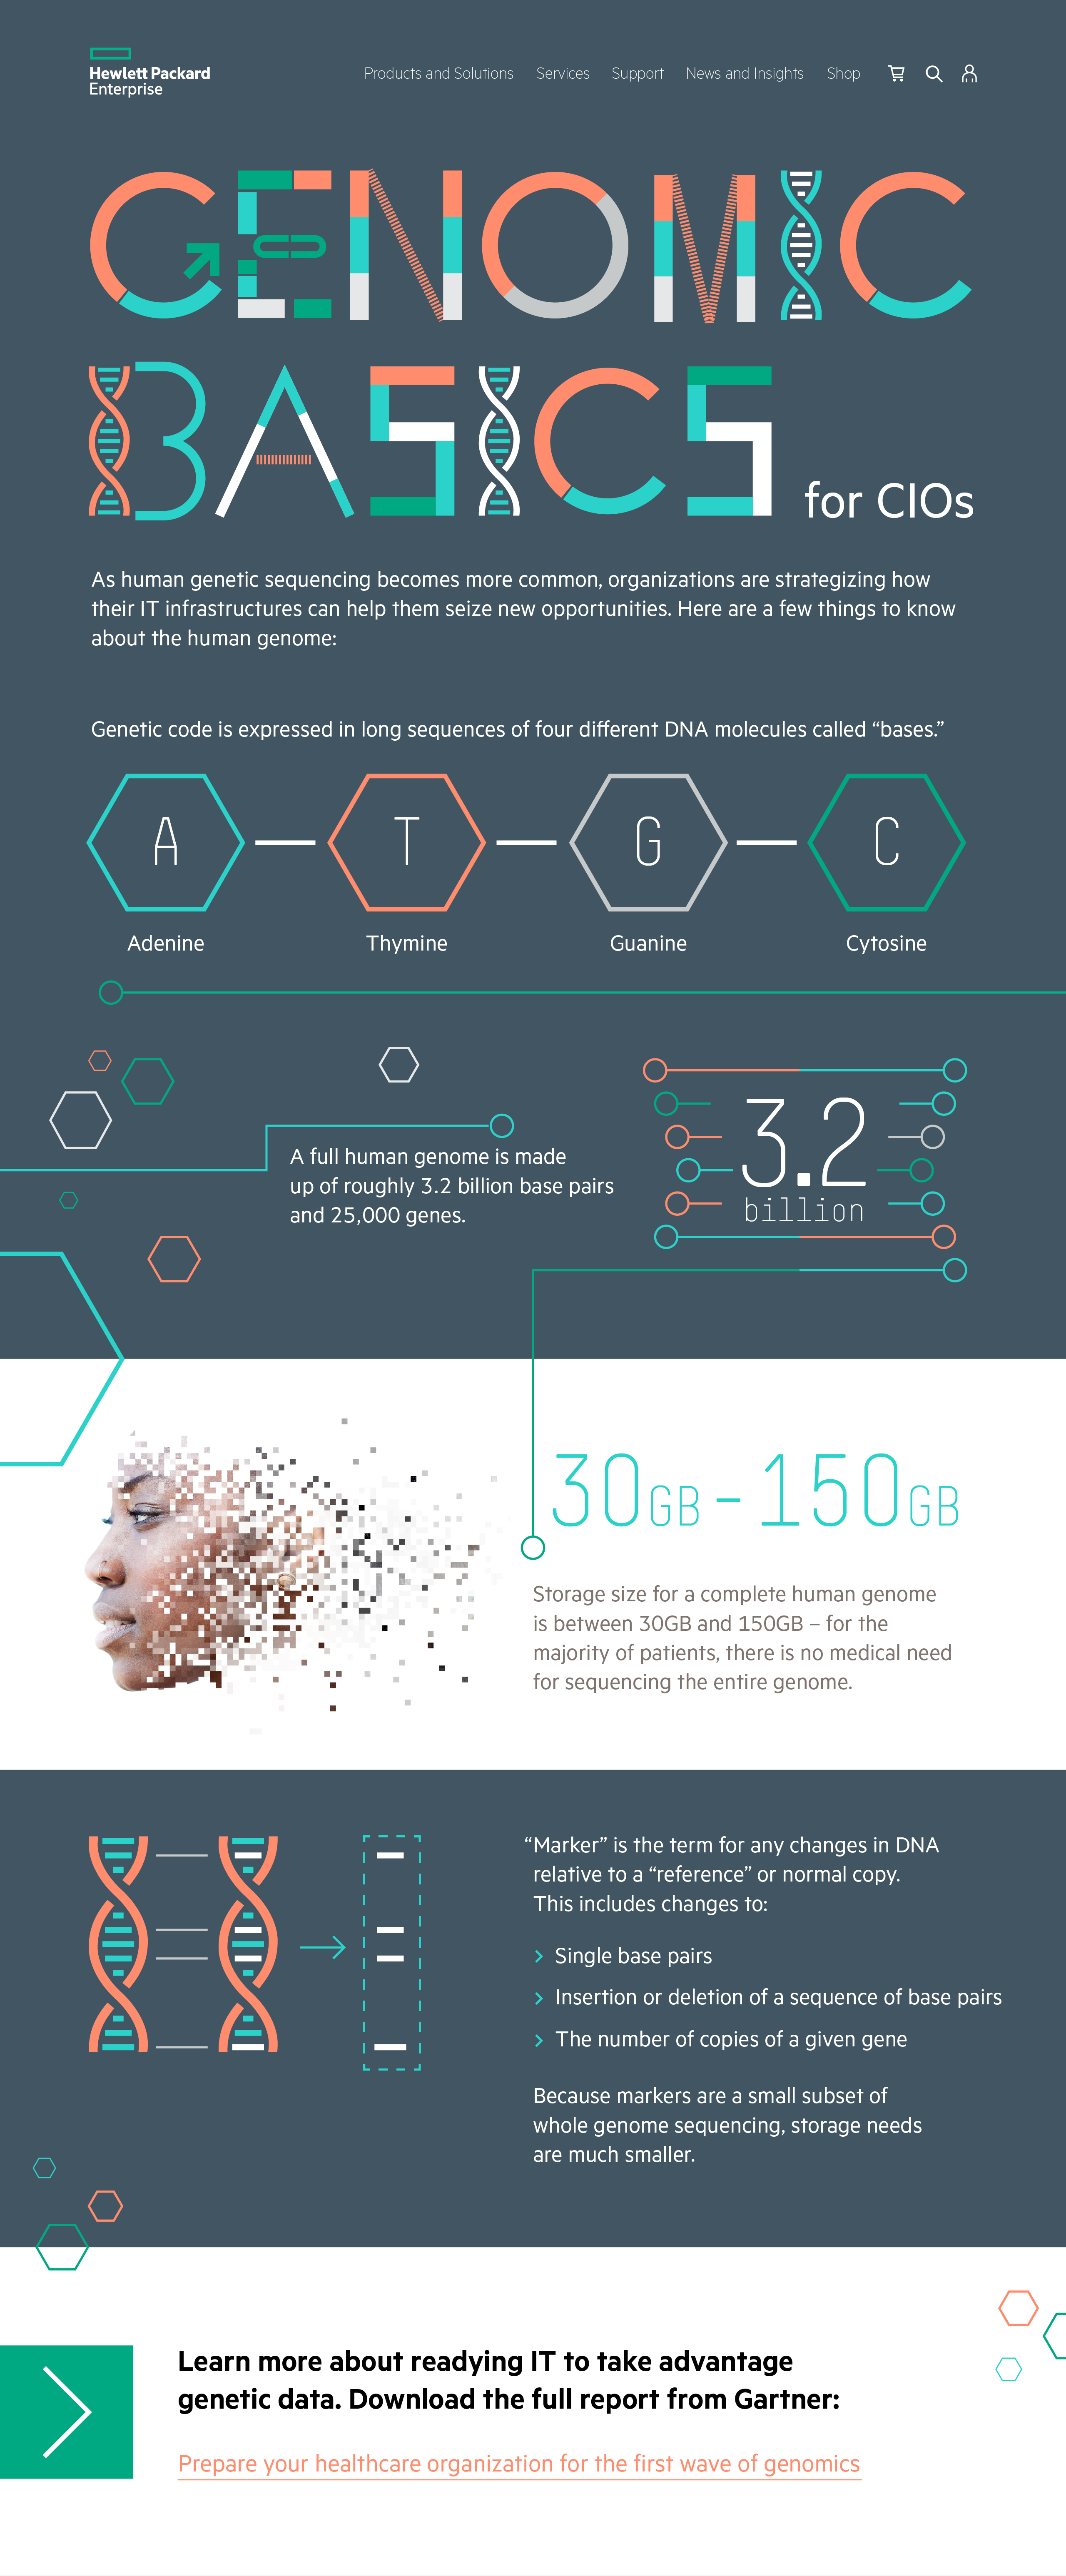 Hewlett Packard
Enterprise
Products and Solutions Services Support News and Insights Shop
GENOMIC
BASICS for CIOs
As human genetic sequencing becomes more common, organizations are strategizing how
their IT infrastructures can help them seize new opportunities. Here are a few things to know
about the human genome:
Genetic code is expressed in long sequences of four different DNA molecules called “bases.”
A T G C
Adenine Thymine Guanine Cytosine
A full human genome is made
up of roughly 3.2 billion base pairs
and 25,000 genes.
3.2
billion
30GB – 150GB
Storage size for a complete human genome
is between 30GB and 150GB – for the
majority of patients, there is no medical need
for sequencing the entire genome.
“Marker” is the term for any changes in DNA
relative to a “reference” or normal copy.
This includes changes to:
Single base pairs
Insertion or deletion of a sequence of base pairs
The number of copies of a given gene
Because markers are a small subset of
whole genome sequencing, storage needs
are much smaller.
Learn more about readying IT to take advantage
genetic data. Download the full report from Gartner:
Prepare your healthcare organization for the first wave of genomics